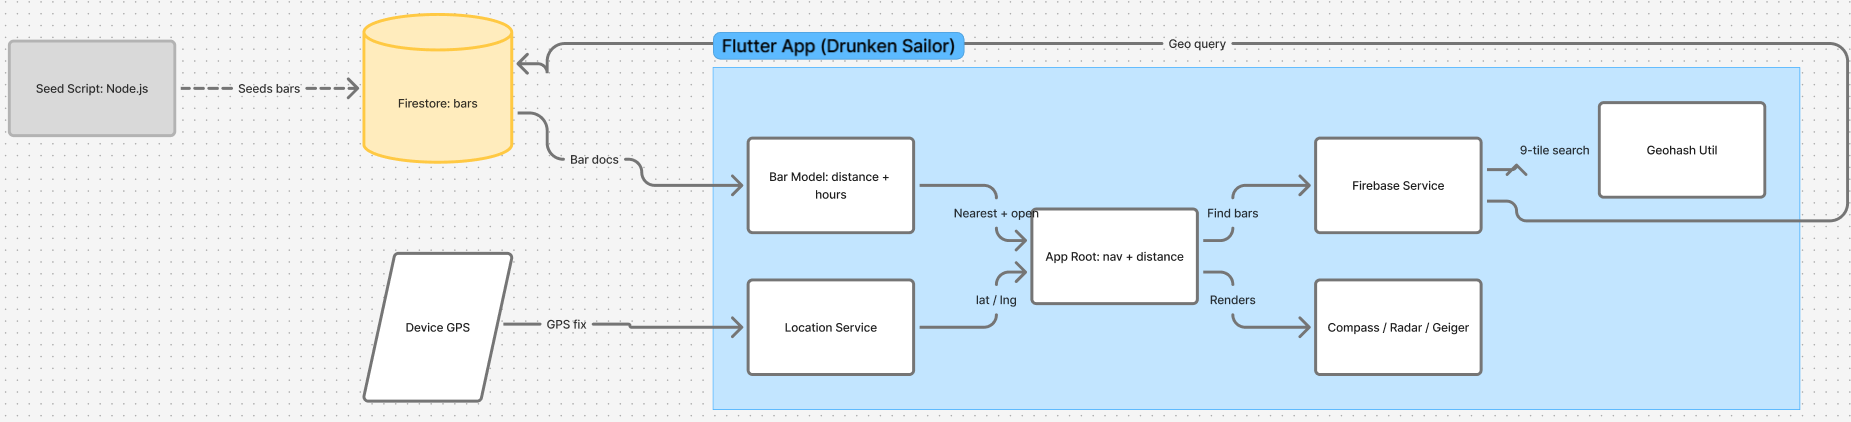 Flutter App (Drunken Sailor)
Geo query
Seed Script: Node.js
Seeds bars
Firestore: bars
Bar docs
Bar Model: distance +
hours
Nearest + open
App Root: nav + distance
Find bars
Firebase Service
9-tile search
Geohash Util
Device GPS
GPS fix
Location Service
lat / lng
Renders
Compass / Radar / Geiger